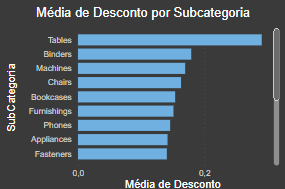 Média de Desconto por Subcategoria
SubCategoria
Tables
Binders
Machines
Chairs
Bookcases
Furnishings
Phones
Appliances
Fasteners
0,0 0,2
Média de Desconto